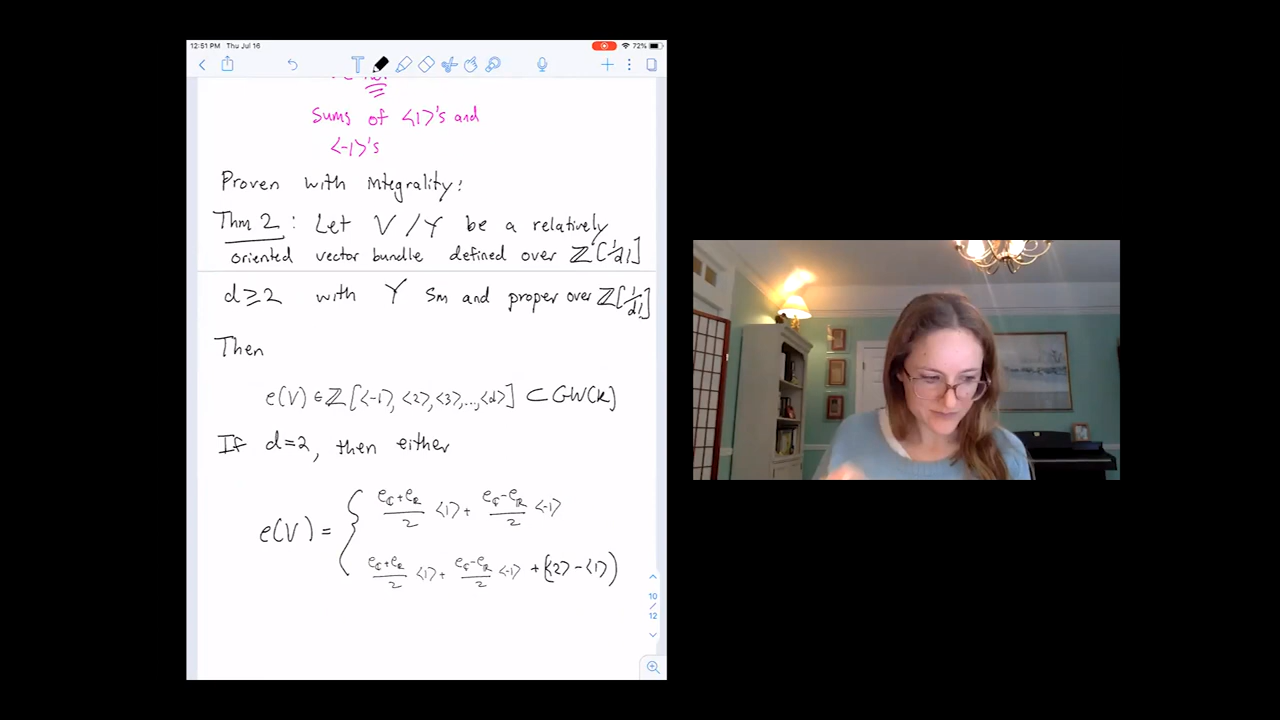 12:51 PM Thu Jul 16
72%
Sums of <1>'s and
<-1>'s
Proven with integrality:
Thm 2: Let V/Y be a relatively
oriented vector bundle defined over ℤ[1/d!]
d≥2 with Y sm and proper over ℤ[1/d!]
Then
e(V) ∈ ℤ[<-1>, <2>, <3>, ..., <d>] ⊂ GW(k)
If d=2, then either
e(V) = { (e_ℂ+e_ℝ)/2 <1> + (e_ℂ-e_ℝ)/2 <-1>
(e_ℂ+e_ℝ)/2 <1> + (e_ℂ-e_ℝ)/2 <-1> + (<2> - <1>)
10
/
12